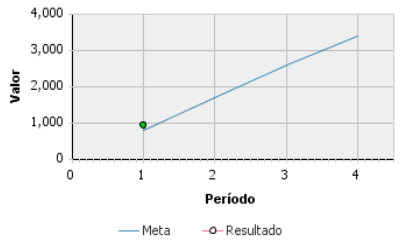 4,000
3,000
2,000
1,000
0
Valor
0 1 2 3 4
Período
Meta Resultado